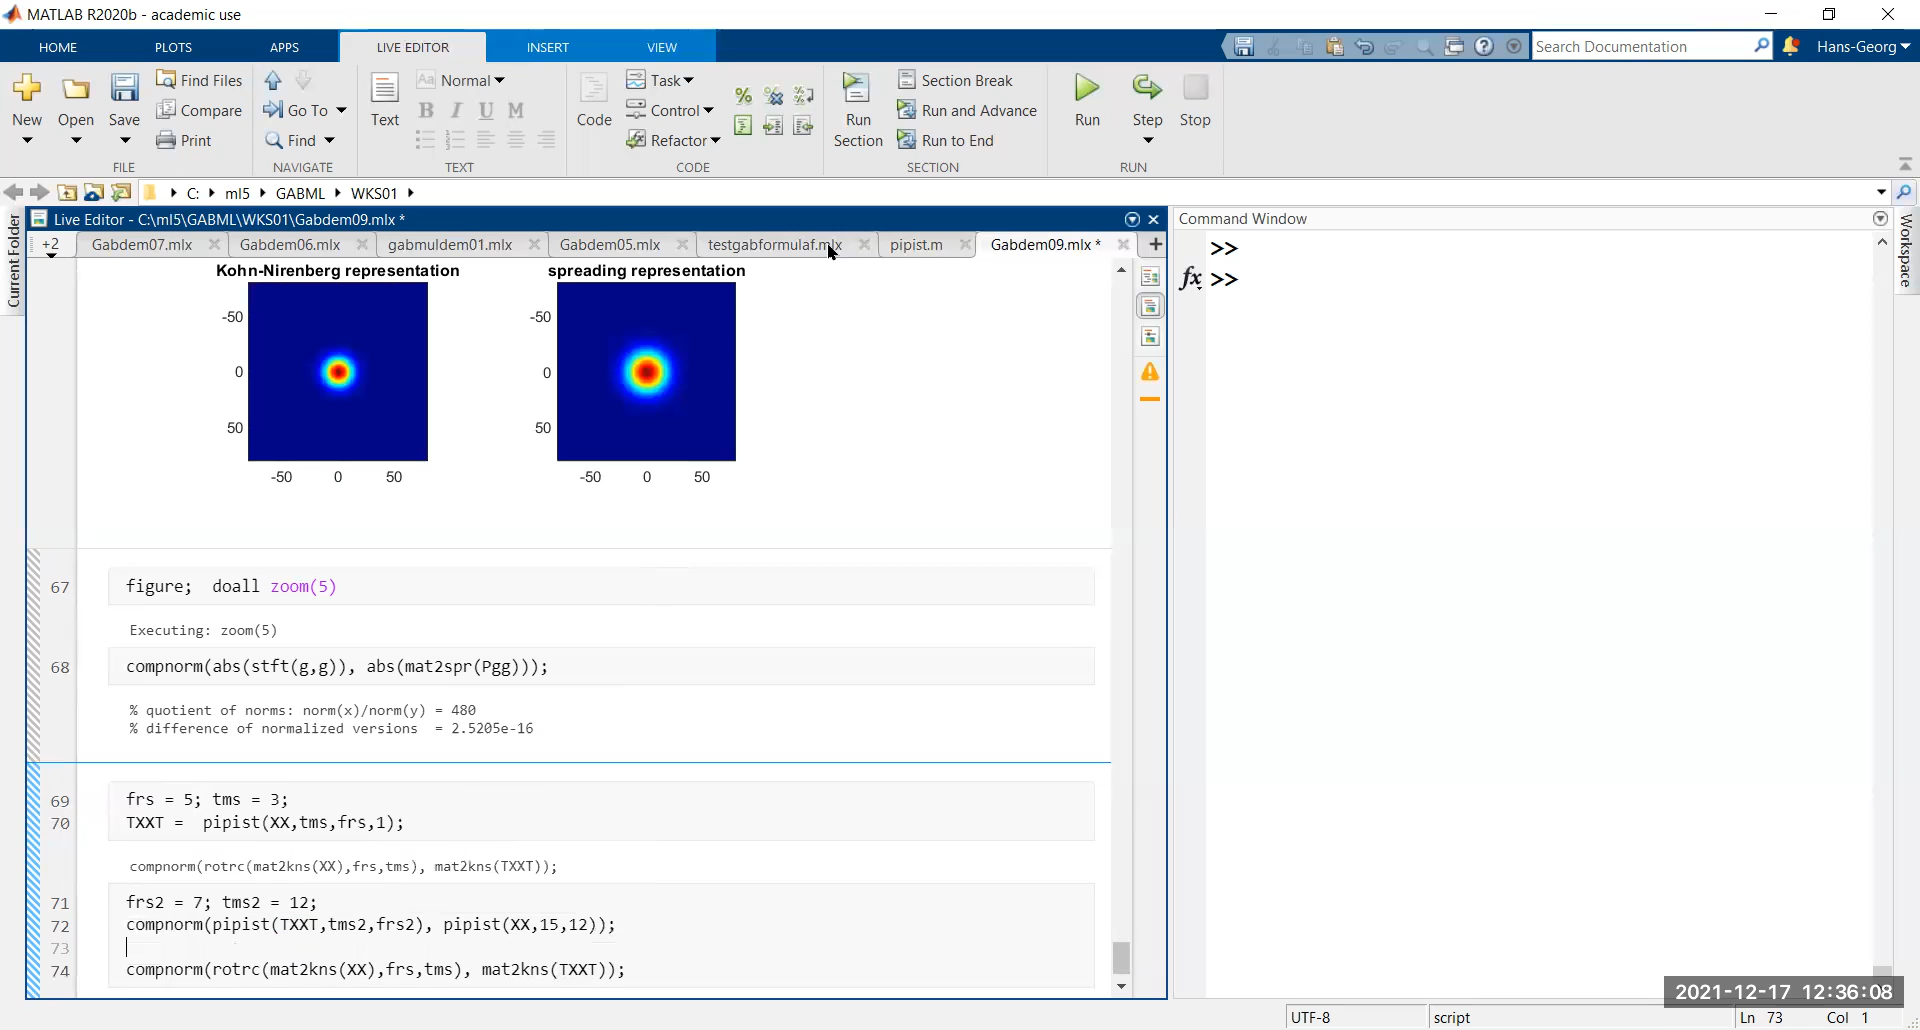 MATLAB R2020b - academic use
HOME PLOTS APPS LIVE EDITOR INSERT VIEW Search Documentation Hans-Georg
New Open Save Find Files Compare Print
FILE
Go To Find
NAVIGATE
Text Aa Normal
B I U M
TEXT
Code Task Control Refactor
CODE
Run Section Section Break
Run and Advance
Run to End
SECTION
Run Step Stop
RUN
C: ml5 GABML WKS01
Current Folder
Live Editor - C:\ml5\GABML\WKS01\Gabdem09.mlx *
+2 Gabdem07.mlx Gabdem06.mlx gabmuldem01.mlx Gabdem05.mlx testgabformulaf.mlx pipist.m Gabdem09.mlx *
Kohn-Nirenberg representation
-50
0
50
-50 0 50
spreading representation
-50
0
50
-50 0 50
67 figure; doall zoom(5)
Executing: zoom(5)
68 compnorm(abs(stft(g,g)), abs(mat2spr(Pgg)));
% quotient of norms: norm(x)/norm(y) = 480
% difference of normalized versions = 2.5205e-16
69 frs = 5; tms = 3;
70 TXXT = pipist(XX,tms,frs,1);
compnorm(rotrc(mat2kns(XX),frs,tms), mat2kns(TXXT));
71 frs2 = 7; tms2 = 12;
72 compnorm(pipist(TXXT,tms2,frs2), pipist(XX,15,12));
73
74 compnorm(rotrc(mat2kns(XX),frs,tms), mat2kns(TXXT));
Command Window
>>
fx >>
Workspace
2021-12-17 12:36:08
UTF-8 script Ln 73 Col 1